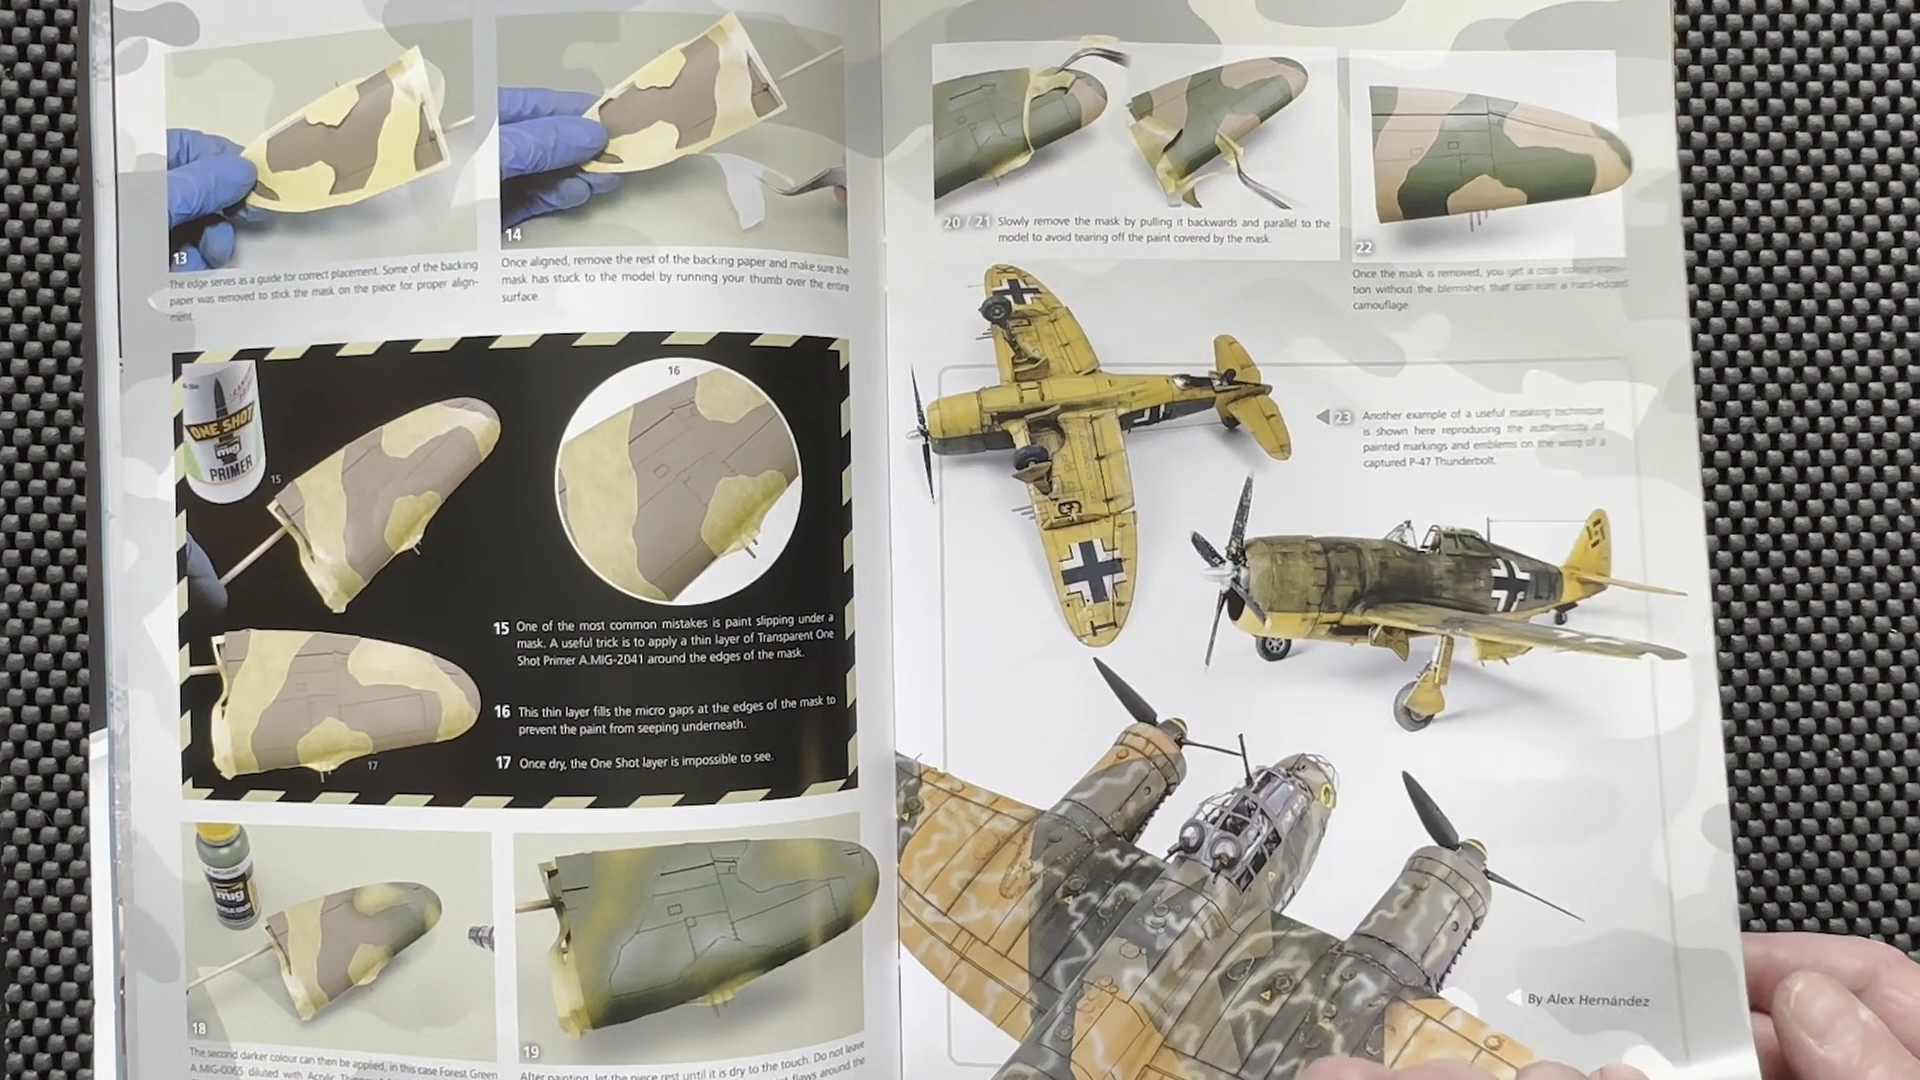 13
The edge serves as a guide for correct placement. Some of the backing
paper was removed to stick the mask on the piece for proper align-
ment.
14
Once aligned, remove the rest of the backing paper and make sure the
mask has stuck to the model by running your thumb over the entire
surface.
ONE SHOT
mig
PRIMER
15
16
17
15 One of the most common mistakes is paint slipping under a
mask. A useful trick is to apply a thin layer of Transparent One
Shot Primer A.MIG-2041 around the edges of the mask.
16 This thin layer fills the micro gaps at the edges of the mask to
prevent the paint from seeping underneath.
17 Once dry, the One Shot layer is impossible to see.
mig
18
The second darker colour can then be applied, in this case Forest Green
A.MIG-0065 diluted with Acrylic
19
After painting, let the piece rest until it is dry to the touch. Do not leave
flaws around the
20 / 21 Slowly remove the mask by pulling it backwards and parallel to the
model to avoid tearing off the paint covered by the mask.
22
Once the mask is removed, you get a crisp colour transi-
tion without the blemishes that can ruin a hard-edged
camouflage.
23 Another example of a useful masking technique
is shown here reproducing the authenticity of
painted markings and emblems on the wing of a
captured P-47 Thunderbolt.
By Alex Hernández